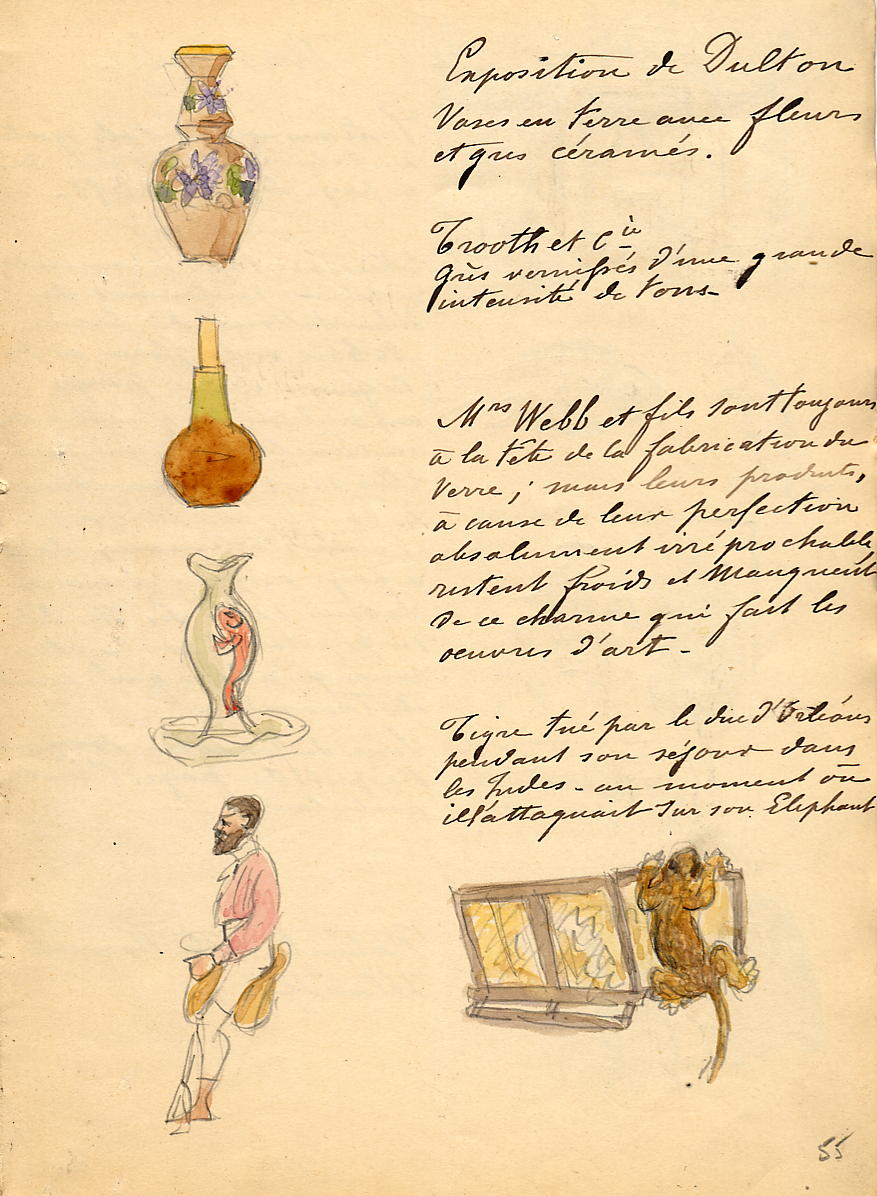 Exposition de Dulton
Vases en terre avec fleurs
et grès céramés.
Trooth et Cie
Grès vernissés d'une grande
intensité de tons-
Mrs Webb et fils sont toujours
à la tête de la fabrication du
verre; mais leurs produits,
à cause de leur perfection
absolument irréprochable,
restent froids et manquent
de ce charme qui fait les
oeuvres d'art-
Tigre tué par le duc d'Orléans
pendant son séjour dans
les Indes- au moment où
il l'attaquait sur son Eléphant
55